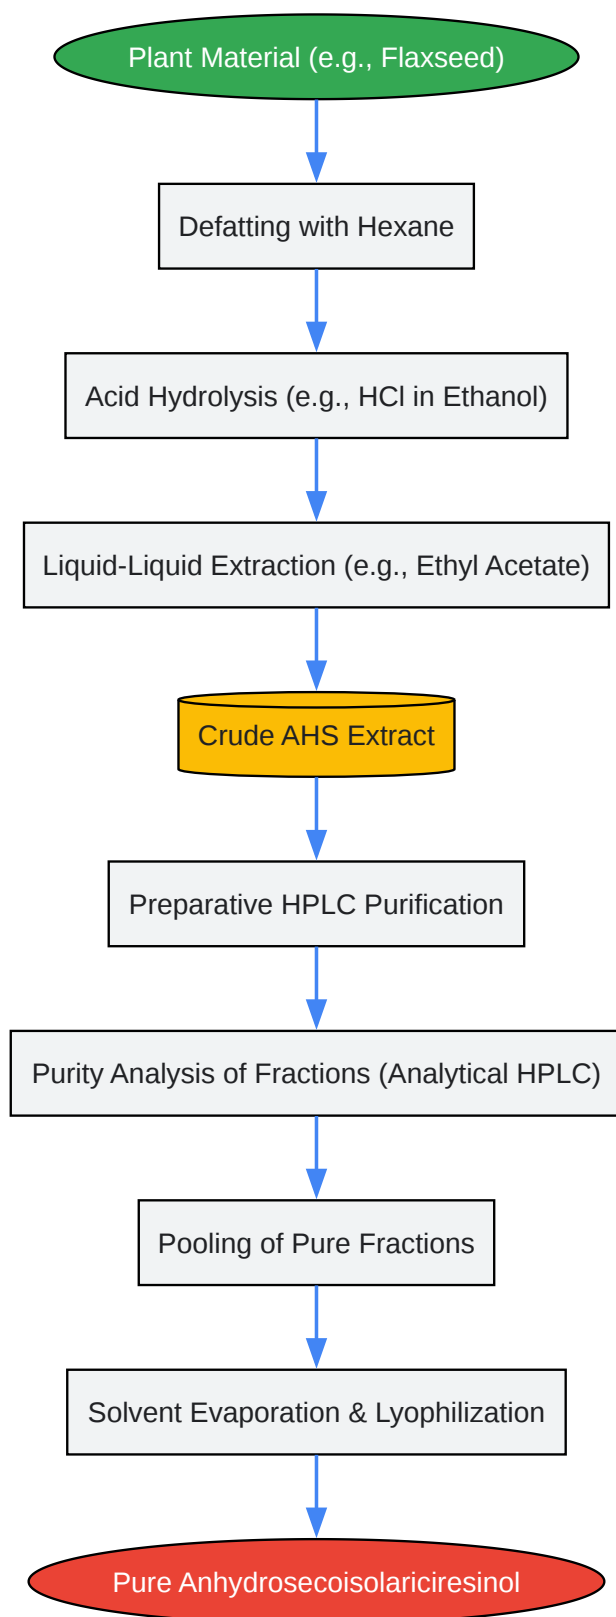 Plant Material (e.g., Flaxseed)
Defatting with Hexane
Acid Hydrolysis (e.g., HCl in Ethanol)
Liquid-Liquid Extraction (e.g., Ethyl Acetate)
Crude AHS Extract
Preparative HPLC Purification
Purity Analysis of Fractions (Analytical HPLC)
Pooling of Pure Fractions
Solvent Evaporation & Lyophilization
Pure Anhydrosecoisolariciresinol